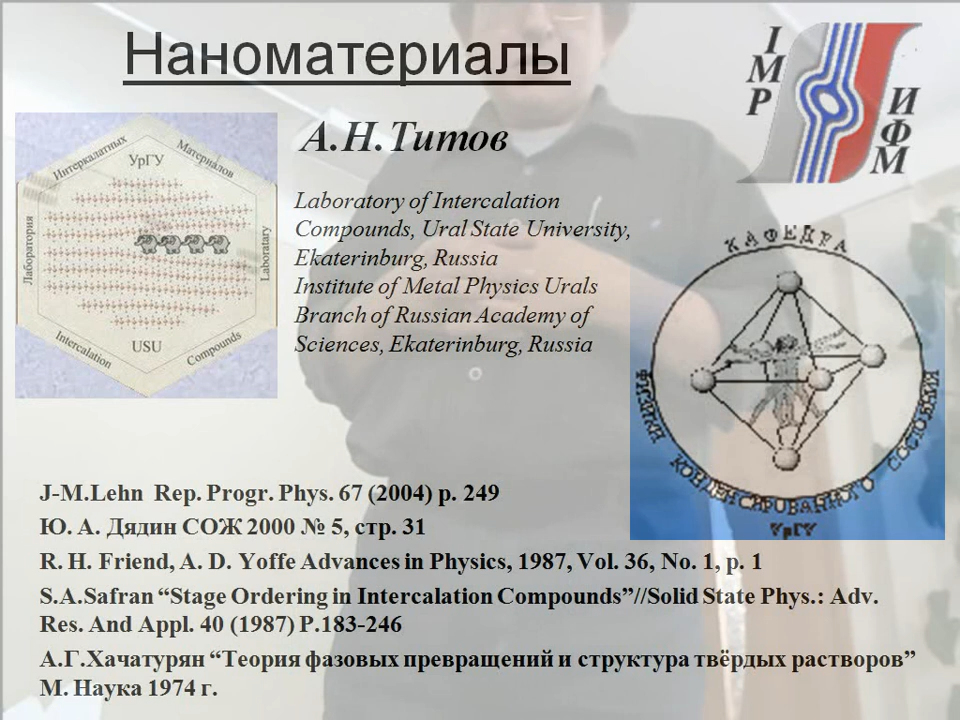 Наноматериалы
I
M
P
И
Ф
М
А.Н.Титов
Интеркалатных
УрГУ
Материалов
Лаборатория
Laboratary
USU
Intercalation
Compounds
Laboratory of Intercalation
Compounds, Ural State University,
Ekaterinburg, Russia
Institute of Metal Physics Urals
Branch of Russian Academy of
Sciences, Ekaterinburg, Russia
КАФЕДРА
ФИЗИКИ
КОНДЕНСИРОВАННОГО
СОСТОЯНИЯ
УрГУ
J-M.Lehn Rep. Progr. Phys. 67 (2004) p. 249
Ю. А. Дядин СОЖ 2000 № 5, стр. 31
R. H. Friend, A. D. Yoffe Advances in Physics, 1987, Vol. 36, No. 1, p. 1
S.A.Safran “Stage Ordering in Intercalation Compounds”//Solid State Phys.: Adv.
Res. And Appl. 40 (1987) P.183-246
А.Г.Хачатурян “Теория фазовых превращений и структура твёрдых растворов”
М. Наука 1974 г.